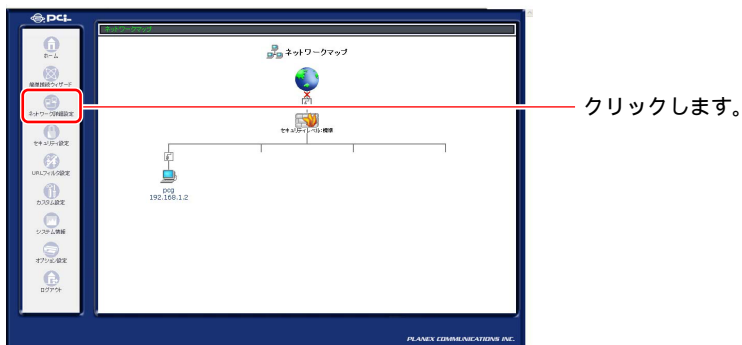 PCI
ネットワークマップ
ネットワークマップ
ホーム
簡単接続ウィザード
ネットワーク詳細設定
クリックします。
セキュリティレベル:標準
セキュリティ設定
URLフィルタ設定
カスタム設定
pcg
192.168.1.2
システム情報
オプション設定
ログアウト
PLANEX COMMUNICATIONS INC.